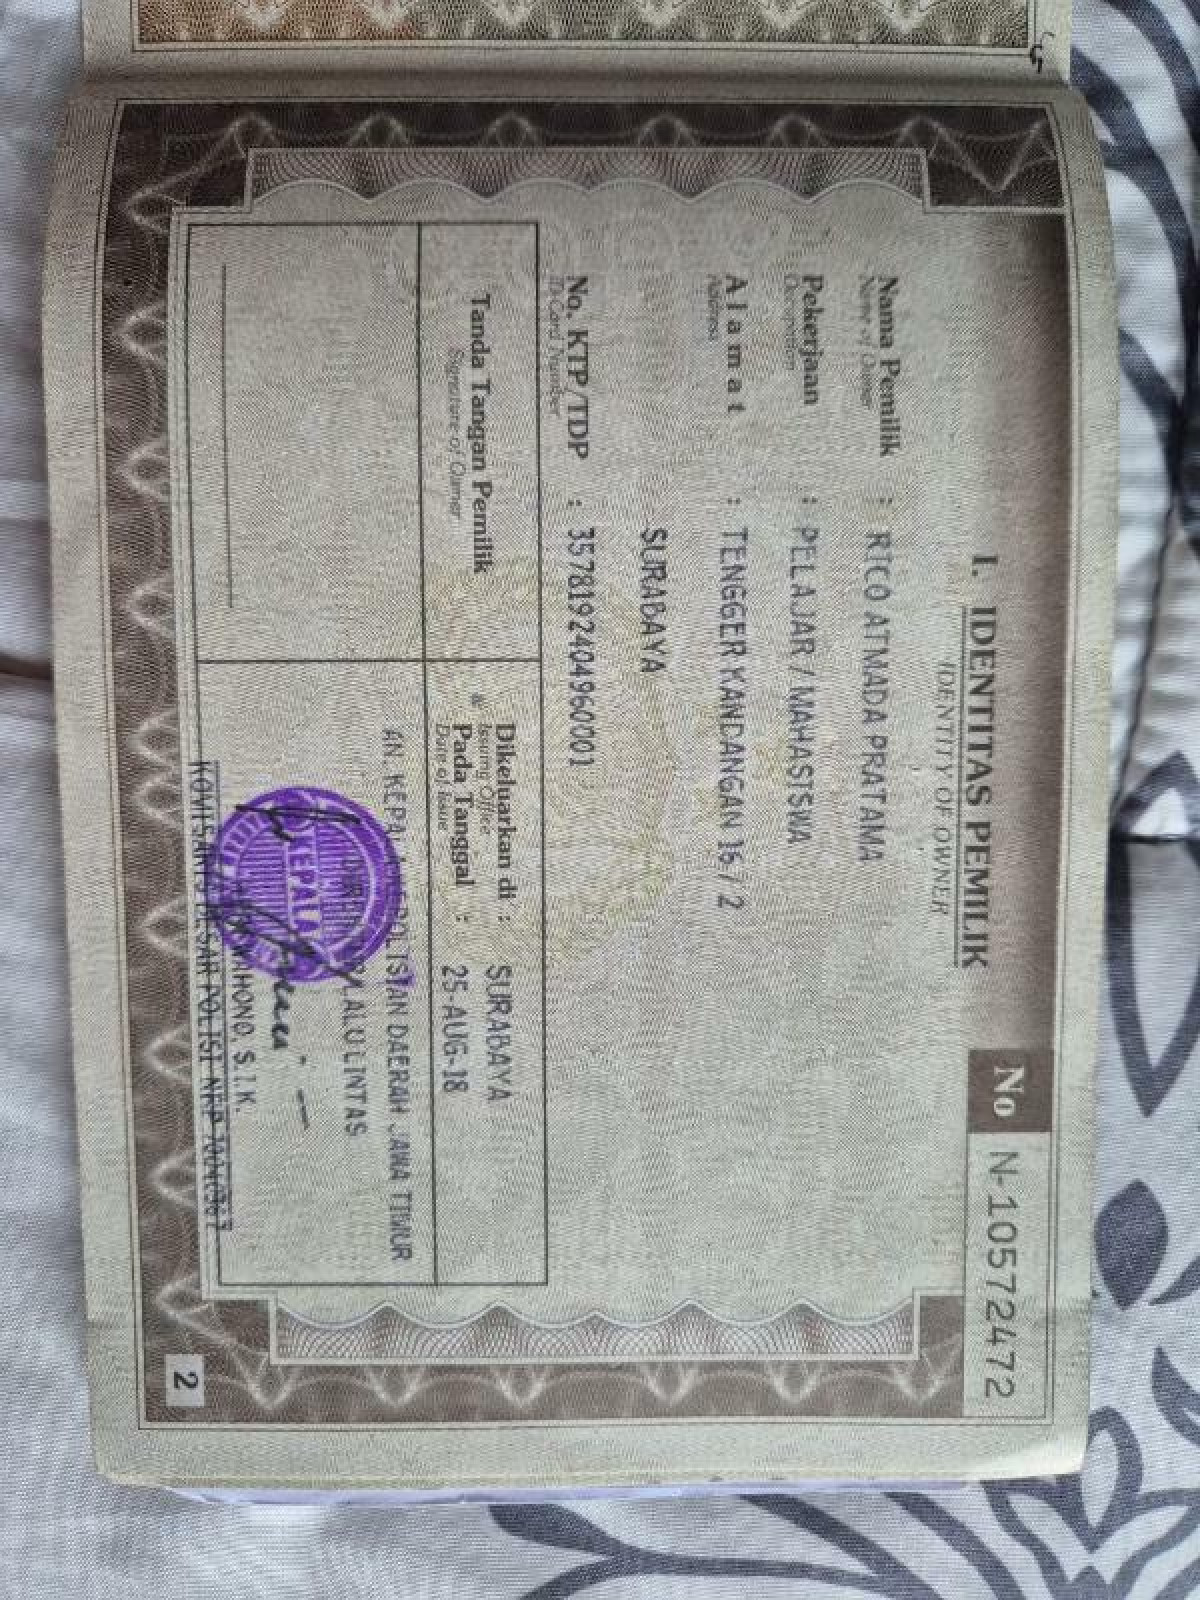 I. IDENTITAS PEMILIK
IDENTITY OF OWNER
No N-10572472
Nama Pemilik : RICO ATMADA PRATAMA
Name of Owner
Pekerjaan : PELAJAR / MAHASISWA
Occupation
Alamat : TENGGER KANDANGAN 16 / 2
Address
SURABAYA
No. KTP/TDP : 3578192404960001
ID Card Number
Tanda Tangan Pemilik
Signature of Owner
Dikeluarkan di : SURABAYA
Issuing Office
Pada Tanggal : 25-AUG-18
Date of Issue
AN. KEPALA KEPOLISIAN DAERAH JAWA TIMUR
LALU LINTAS
KEPALA
WAHONO, S.I.K.
KOMISARIS BESAR POLISI NRP
2